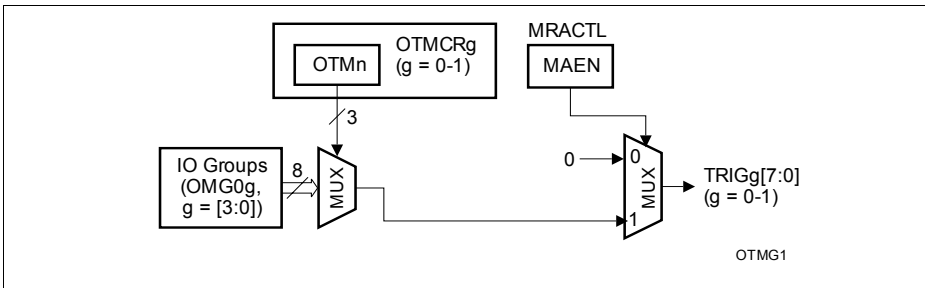 OTMCRg
(g = 0-1)
OTMn
MRACTL
MAEN
3
IO Groups
(OMG0g,
g = [3:0])
8
MUX
0
0
MUX
1
TRIGg[7:0]
(g = 0-1)
OTMG1